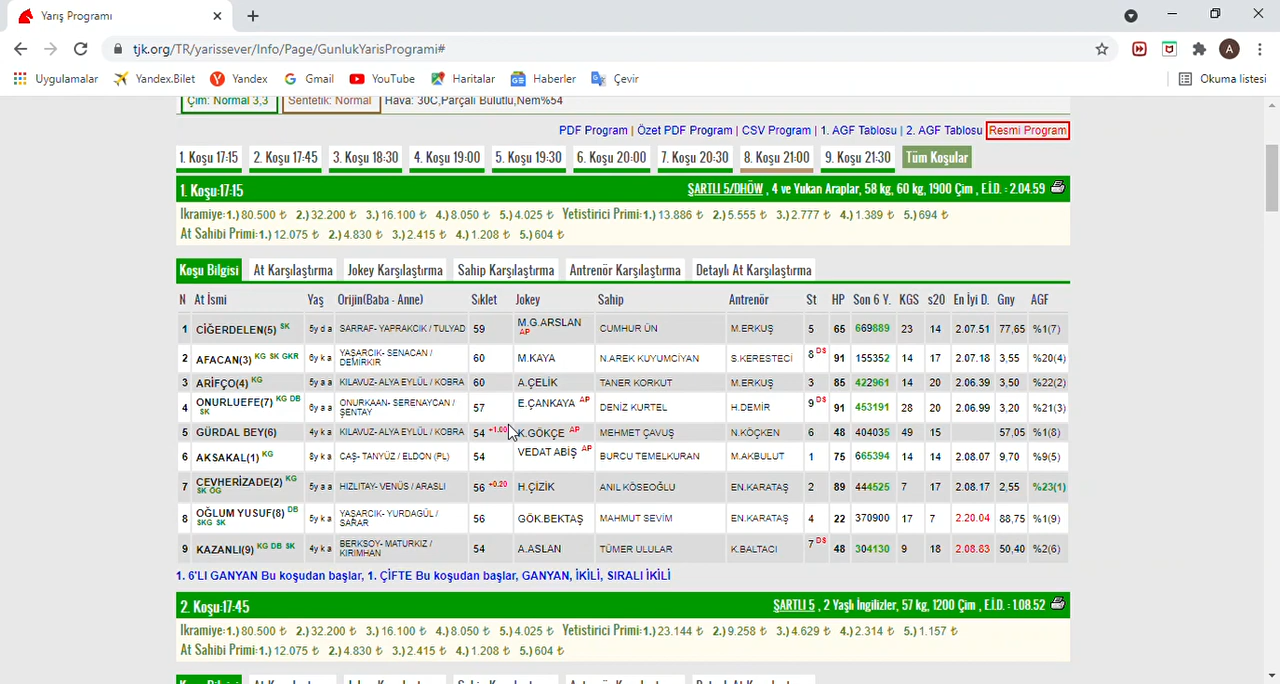 Yarış Programı
tjk.org/TR/yarissever/Info/Page/GunlukYarisProgrami#
A
Uygulamalar Yandex.Bilet Yandex Gmail YouTube Haritalar Haberler Çevir Okuma listesi
Çim: Normal 3,3 Sentetik: Normal Hava: 30C,Parçalı Bulutlu,Nem%54
PDF Program | Özet PDF Program | CSV Program | 1. AGF Tablosu | 2. AGF Tablosu Resmi Program
1. Koşu 17:15 2. Koşu 17:45 3. Koşu 18:30 4. Koşu 19:00 5. Koşu 19:30 6. Koşu 20:00 7. Koşu 20:30 8. Koşu 21:00 9. Koşu 21:30 Tüm Koşular
1. Koşu:17:15 ŞARTLI 5/DHÖW , 4 ve Yukarı Araplar, 58 kg, 60 kg, 1900 Çim , E.İ.D. : 2.04.59
Ikramiye:1.) 80.500 ₺ 2.) 32.200 ₺ 3.) 16.100 ₺ 4.) 8.050 ₺ 5.) 4.025 ₺ Yetistirici Primi:1.) 13.886 ₺ 2.) 5.555 ₺ 3.) 2.777 ₺ 4.) 1.389 ₺ 5.) 694 ₺
At Sahibi Primi:1.) 12.075 ₺ 2.) 4.830 ₺ 3.) 2.415 ₺ 4.) 1.208 ₺ 5.) 604 ₺
Koşu Bilgisi At Karşılaştırma Jokey Karşılaştırma Sahip Karşılaştırma Antrenör Karşılaştırma Detaylı At Karşılaştırma
N At İsmi Yaş Orijin(Baba - Anne) Sıklet Jokey Sahip Antrenör St HP Son 6 Y. KGS s20 En İyi D. Gny AGF
1 CİĞERDELEN(5) SK 5y d a SARRAF- YAPRAKCIK / TULYAD 59 M.G.ARSLAN AP CUMHUR ÜN M.ERKUŞ 5 65 669889 23 14 2.07.51 77,65 %1(7)
2 AFACAN(3) KG SK GKR 6y k a YAŞARCIK- SENACAN / DEMİRKIR 60 M.KAYA N.AREK KUYUMCİYAN S.KERESTECİ 8 DS 91 155352 14 17 2.07.18 3,55 %20(4)
3 ARİFÇO(4) KG 5y a a KILAVUZ- ALYA EYLÜL / KOBRA 60 A.ÇELİK TANER KORKUT M.ERKUŞ 3 85 422961 14 20 2.06.39 3,50 %22(2)
4 ONURLUEFE(7) KG DB SK 6y a a ONURKAAN- SERENAYCAN / ŞENTAY 57 E.ÇANKAYA AP DENİZ KURTEL H.DEMİR 9 DS 91 453191 28 20 2.06.99 3,20 %21(3)
5 GÜRDAL BEY(6) 4y k a KILAVUZ- ALYA EYLÜL / KOBRA 54 +1.00 K.GÖKÇE AP MEHMET ÇAVUŞ N.KÖÇKEN 6 48 404035 49 15 57,05 %1(8)
6 AKSAKAL(1) KG 8y k a CAŞ- TANYÜZ / ELDON (PL) 54 VEDAT ABİŞ AP BURCU TEMELKURAN M.AKBULUT 1 75 665394 14 14 2.08.07 9,70 %9(5)
7 CEVHERİZADE(2) KG SK ÖG 5y a a HIZLITAY- VENÜS / ARASLI 56 +0.20 H.ÇİZİK ANIL KÖSEOĞLU EN.KARATAŞ 2 89 444525 7 17 2.08.17 2,55 %23(1)
8 OĞLUM YUSUF(8) DB SKG SK 5y k a YAŞARCIK- YURDAGÜL / SARAR 56 GÖK.BEKTAŞ MAHMUT SEVİM EN.KARATAŞ 4 22 370900 17 7 2.20.04 88,75 %1(9)
9 KAZANLI(9) KG DB SK 4y k a BERKSOY- MATURKIZ / KIRIMHAN 54 A.ASLAN TÜMER ULULAR K.BALTACI 7 DS 48 304130 9 18 2.08.83 50,40 %2(6)
1. 6'LI GANYAN Bu koşudan başlar, 1. ÇİFTE Bu koşudan başlar, GANYAN, İKİLİ, SIRALI İKİLİ
2. Koşu:17:45 ŞARTLI 5 , 2 Yaşlı İngilizler, 57 kg, 1200 Çim , E.İ.D. : 1.08.52
Ikramiye:1.) 80.500 ₺ 2.) 32.200 ₺ 3.) 16.100 ₺ 4.) 8.050 ₺ 5.) 4.025 ₺ Yetistirici Primi:1.) 23.144 ₺ 2.) 9.258 ₺ 3.) 4.629 ₺ 4.) 2.314 ₺ 5.) 1.157 ₺
At Sahibi Primi:1.) 12.075 ₺ 2.) 4.830 ₺ 3.) 2.415 ₺ 4.) 1.208 ₺ 5.) 604 ₺